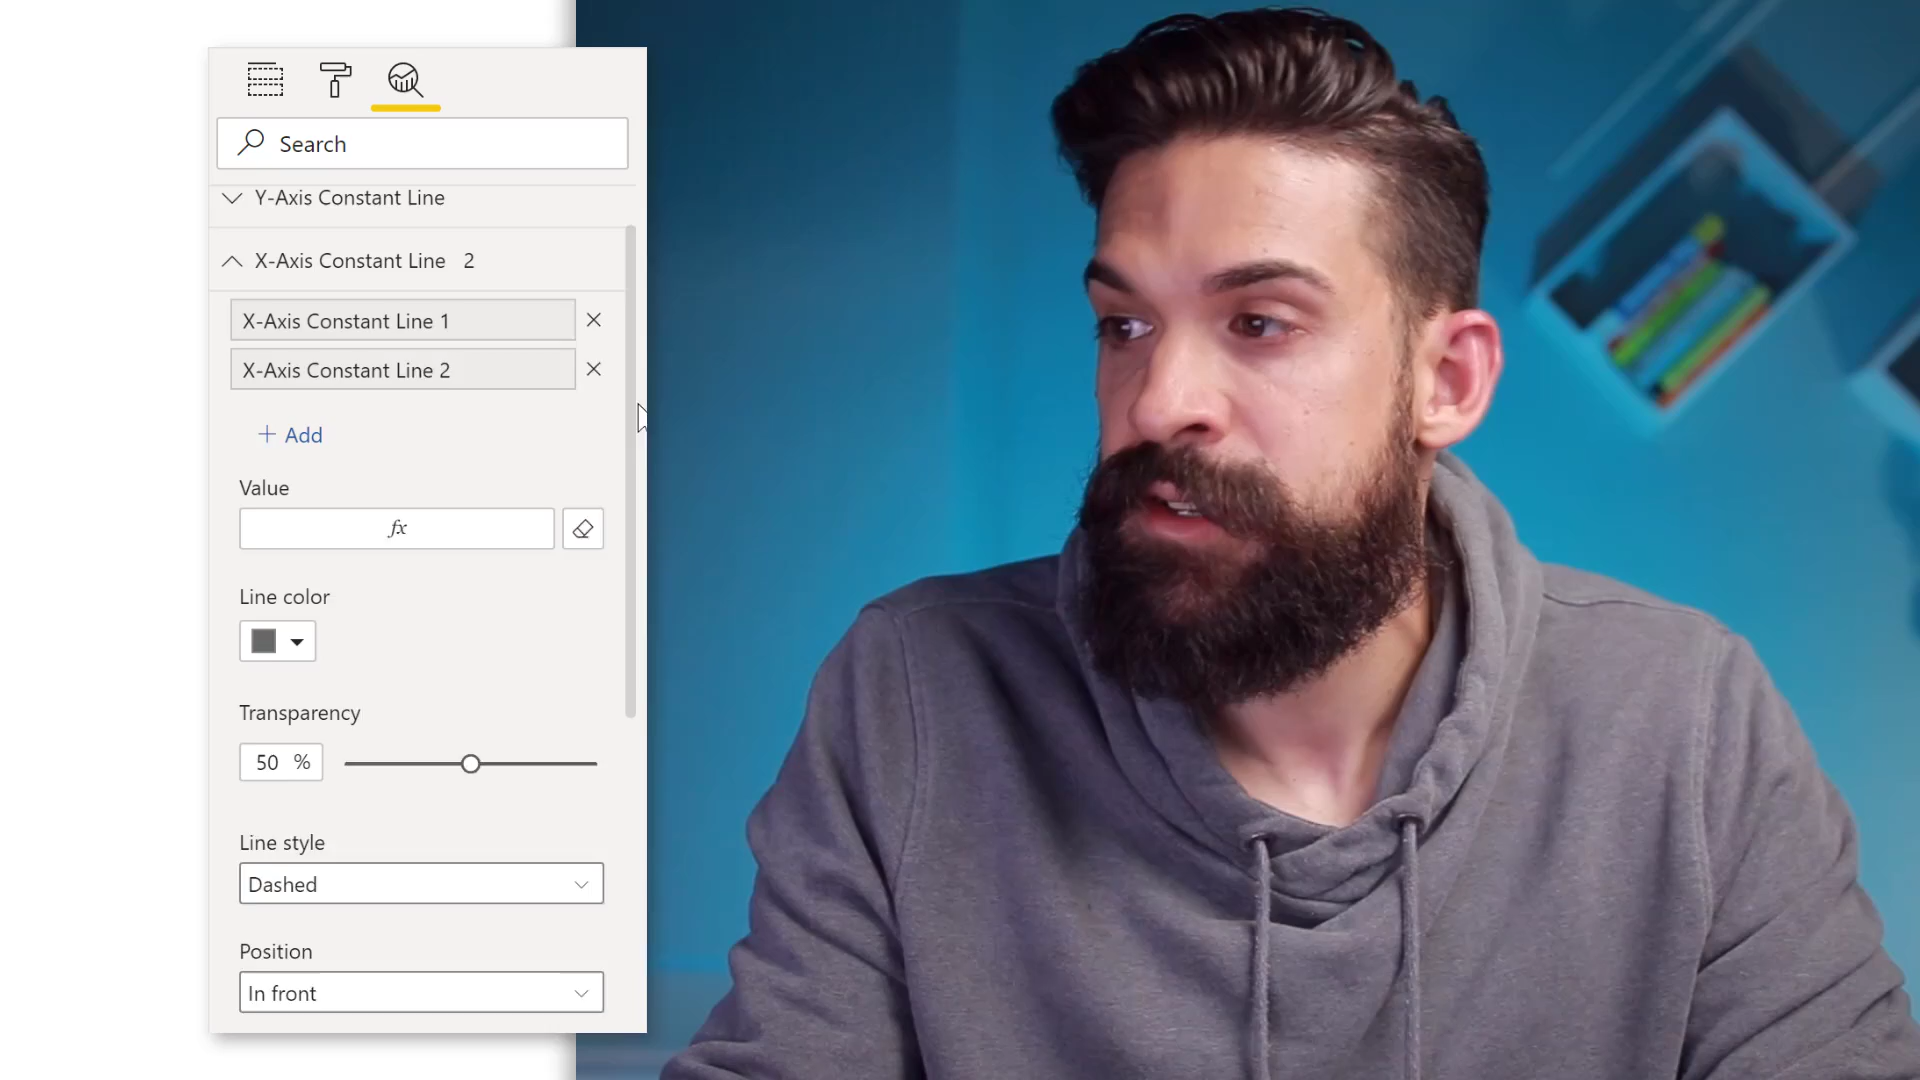 Search
Y-Axis Constant Line
X-Axis Constant Line 2
X-Axis Constant Line 1
X-Axis Constant Line 2
+ Add
Value
fx
Line color
Transparency
50 %
Line style
Dashed
Position
In front